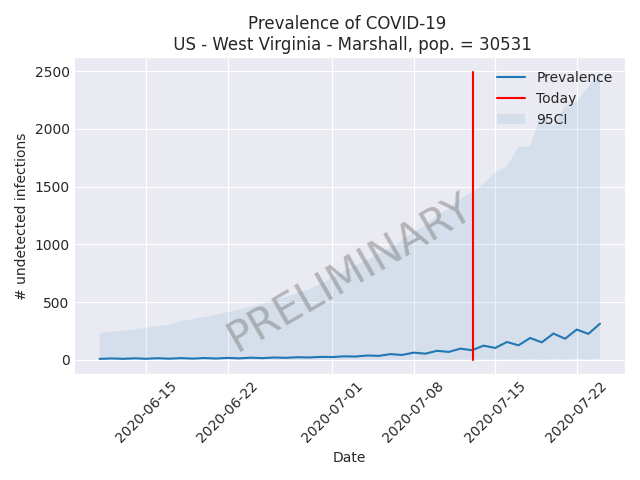 Prevalence of COVID-19
US - West Virginia - Marshall, pop. = 30531
2500
2000
1500
1000
500
0
# undetected infections
Prevalence
Today
95CI
PRELIMINARY
2020-06-15
2020-06-22
2020-07-01
2020-07-08
2020-07-15
2020-07-22
Date